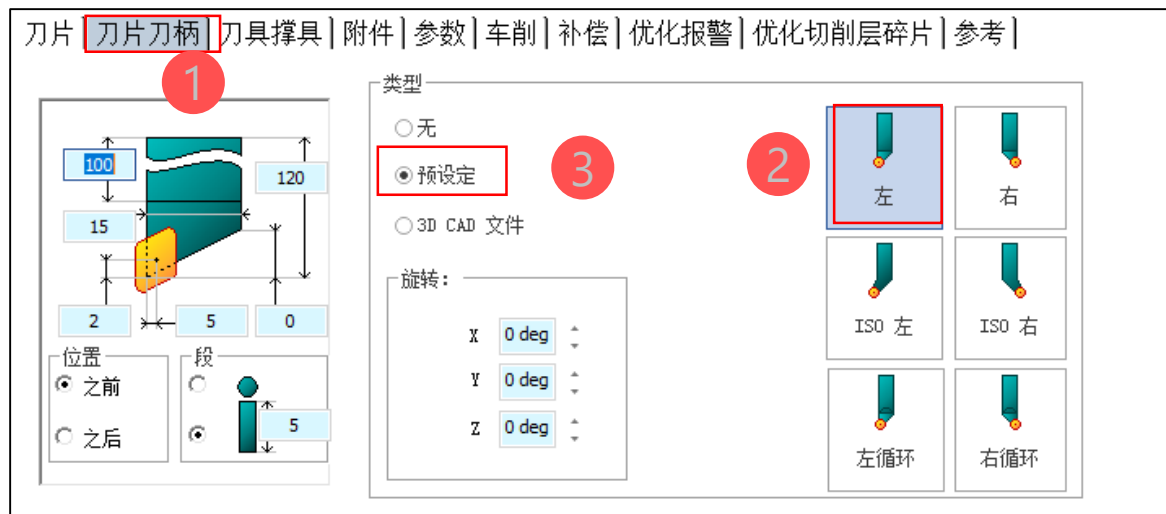 刀片 刀片刀柄 刀具撑具 附件 参数 车削 补偿 优化报警 优化切削层碎片 参考
1
100
120
15
2 5 0
位置
之前
之后
段
5
类型
无
预设定
3
3D CAD 文件
旋转:
X 0 deg
Y 0 deg
Z 0 deg
2
左 右
ISO 左 ISO 右
左循环 右循环